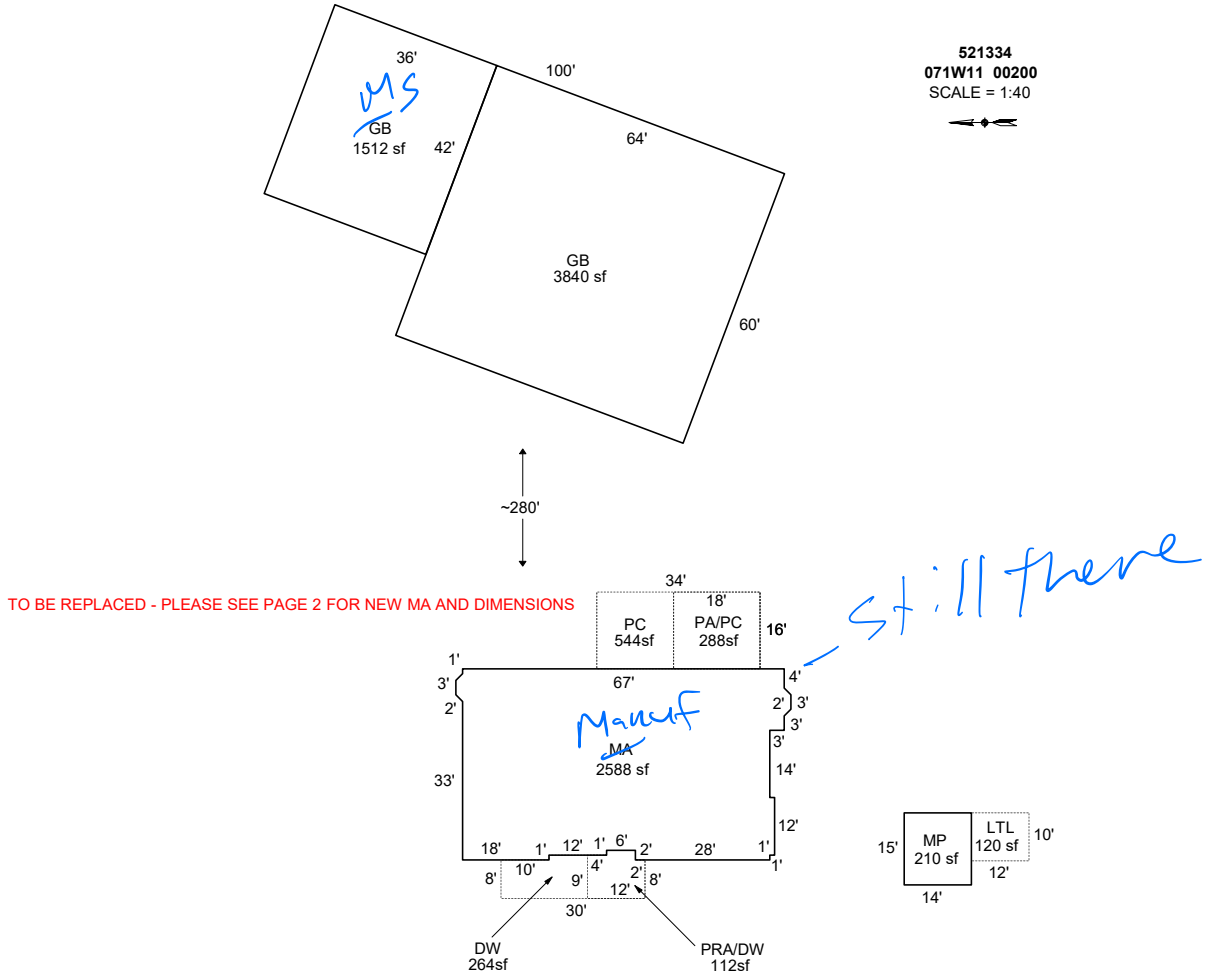 521334
071W11 00200
SCALE = 1:40
36'
100'
MS
GB
1512 sf
42'
64'
GB
3840 sf
60'
~280'
still there
TO BE REPLACED - PLEASE SEE PAGE 2 FOR NEW MA AND DIMENSIONS
34'
18'
PC
544sf
PA/PC
288sf
16'
1'
67'
4'
3'
2'
3'
2'
3'
3'
Manuf
MA
2588 sf
33'
14'
12'
18'
1'
12'
1'
6'
2'
28'
1'
10'
4'
2'
1'
8'
9'
12'
8'
30'
DW
264sf
PRA/DW
112sf
15'
MP
210 sf
LTL
120 sf
10'
12'
14'